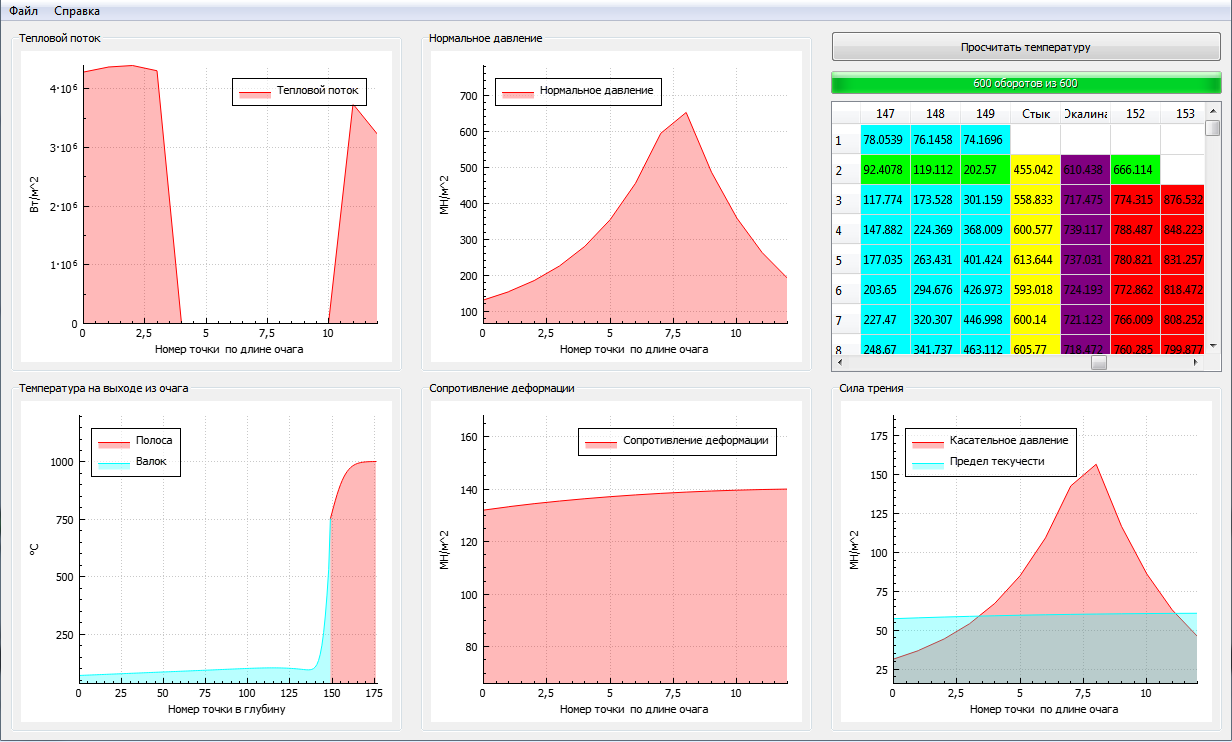 Файл Справка
Тепловой поток
Тепловой поток
4·10⁶
3·10⁶
2·10⁶
1·10⁶
0
Вт/м^2
0 2,5 5 7,5 10
Номер точки по длине очага
Нормальное давление
Нормальное давление
700
600
500
400
300
200
100
МН/м^2
0 2,5 5 7,5 10
Номер точки по длине очага
Просчитать температуру
600 оборотов из 600
147 148 149 Стык Окалина 152 153
1 78.0539 76.1458 74.1696
2 92.4078 119.112 202.57 455.042 610.438 666.114
3 117.774 173.528 301.159 558.833 717.475 774.315 876.532
4 147.882 224.369 368.009 600.577 739.117 788.487 848.223
5 177.035 263.431 401.424 613.644 737.031 780.821 831.257
6 203.65 294.676 426.973 593.018 724.193 772.862 818.472
7 227.47 320.307 446.998 600.14 721.123 766.009 808.252
8 248.67 341.737 463.112 605.77 718.472 760.285 799.877
Температура на выходе из очага
Полоса
Валок
1000
750
500
250
°C
0 25 50 75 100 125 150 175
Номер точки в глубину
Сопротивление деформации
Сопротивление деформации
160
140
120
100
80
МН/м^2
0 2,5 5 7,5 10
Номер точки по длине очага
Сила трения
Касательное давление
Предел текучести
175
150
125
100
75
50
25
МН/м^2
0 2,5 5 7,5 10
Номер точки по длине очага